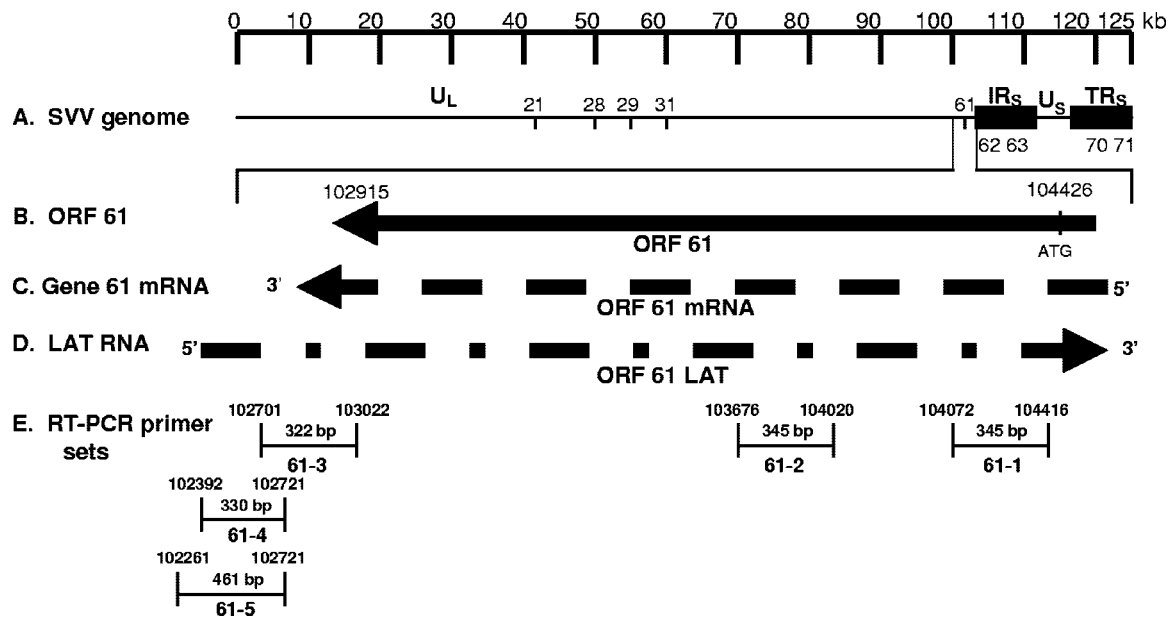 0 10 20 30 40 50 60 70 80 90 100 110 120 125 kb
A. SVV genome
U_L
21 28 29 31 61
IR_S U_S TR_S
62 63 70 71
B. ORF 61
102915 104426
ORF 61
ATG
C. Gene 61 mRNA
3' 5'
ORF 61 mRNA
D. LAT RNA
5' 3'
ORF 61 LAT
E. RT-PCR primer
sets
102701 103022 103676 104020 104072 104416
322 bp 345 bp 345 bp
61-3 61-2 61-1
102392 102721
330 bp
61-4
102261 102721
461 bp
61-5